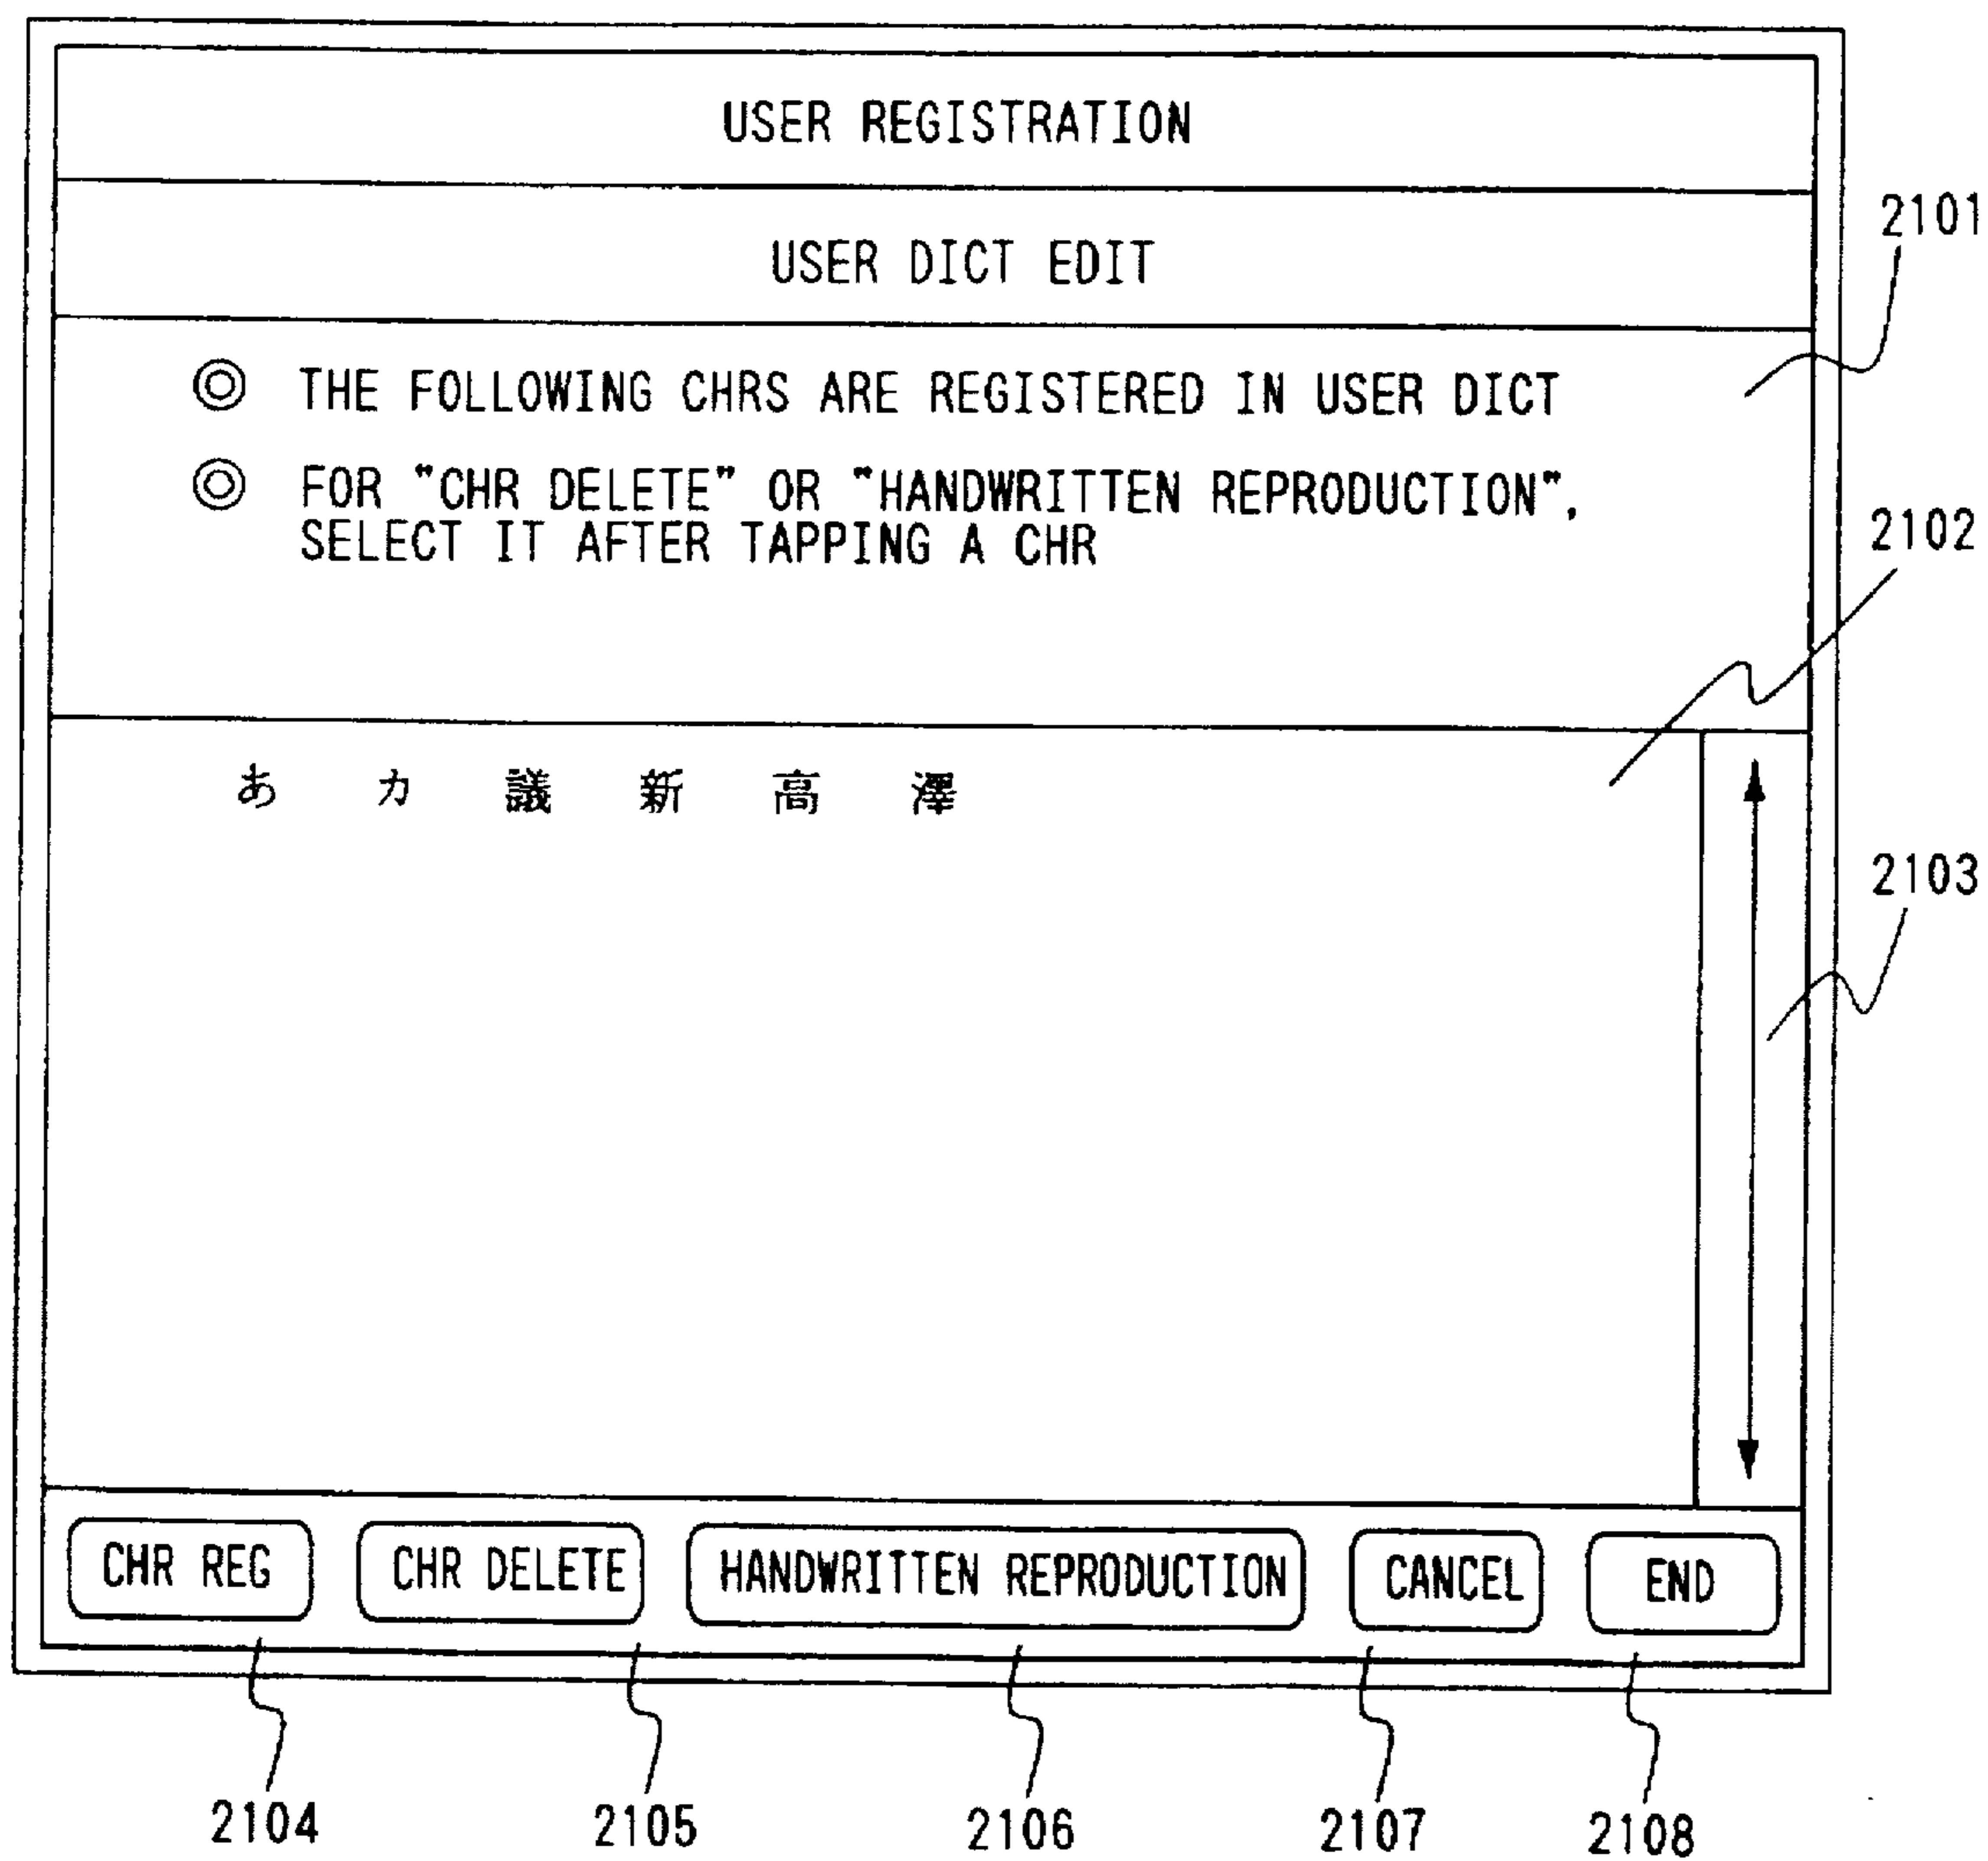 USER REGISTRATION
USER DICT EDIT
2101
◎ THE FOLLOWING CHRS ARE REGISTERED IN USER DICT
◎ FOR "CHR DELETE" OR "HANDWRITTEN REPRODUCTION",
SELECT IT AFTER TAPPING A CHR
2102
あ カ 議 新 高 澤
2103
CHR REG CHR DELETE HANDWRITTEN REPRODUCTION CANCEL END
2104 2105 2106 2107 2108